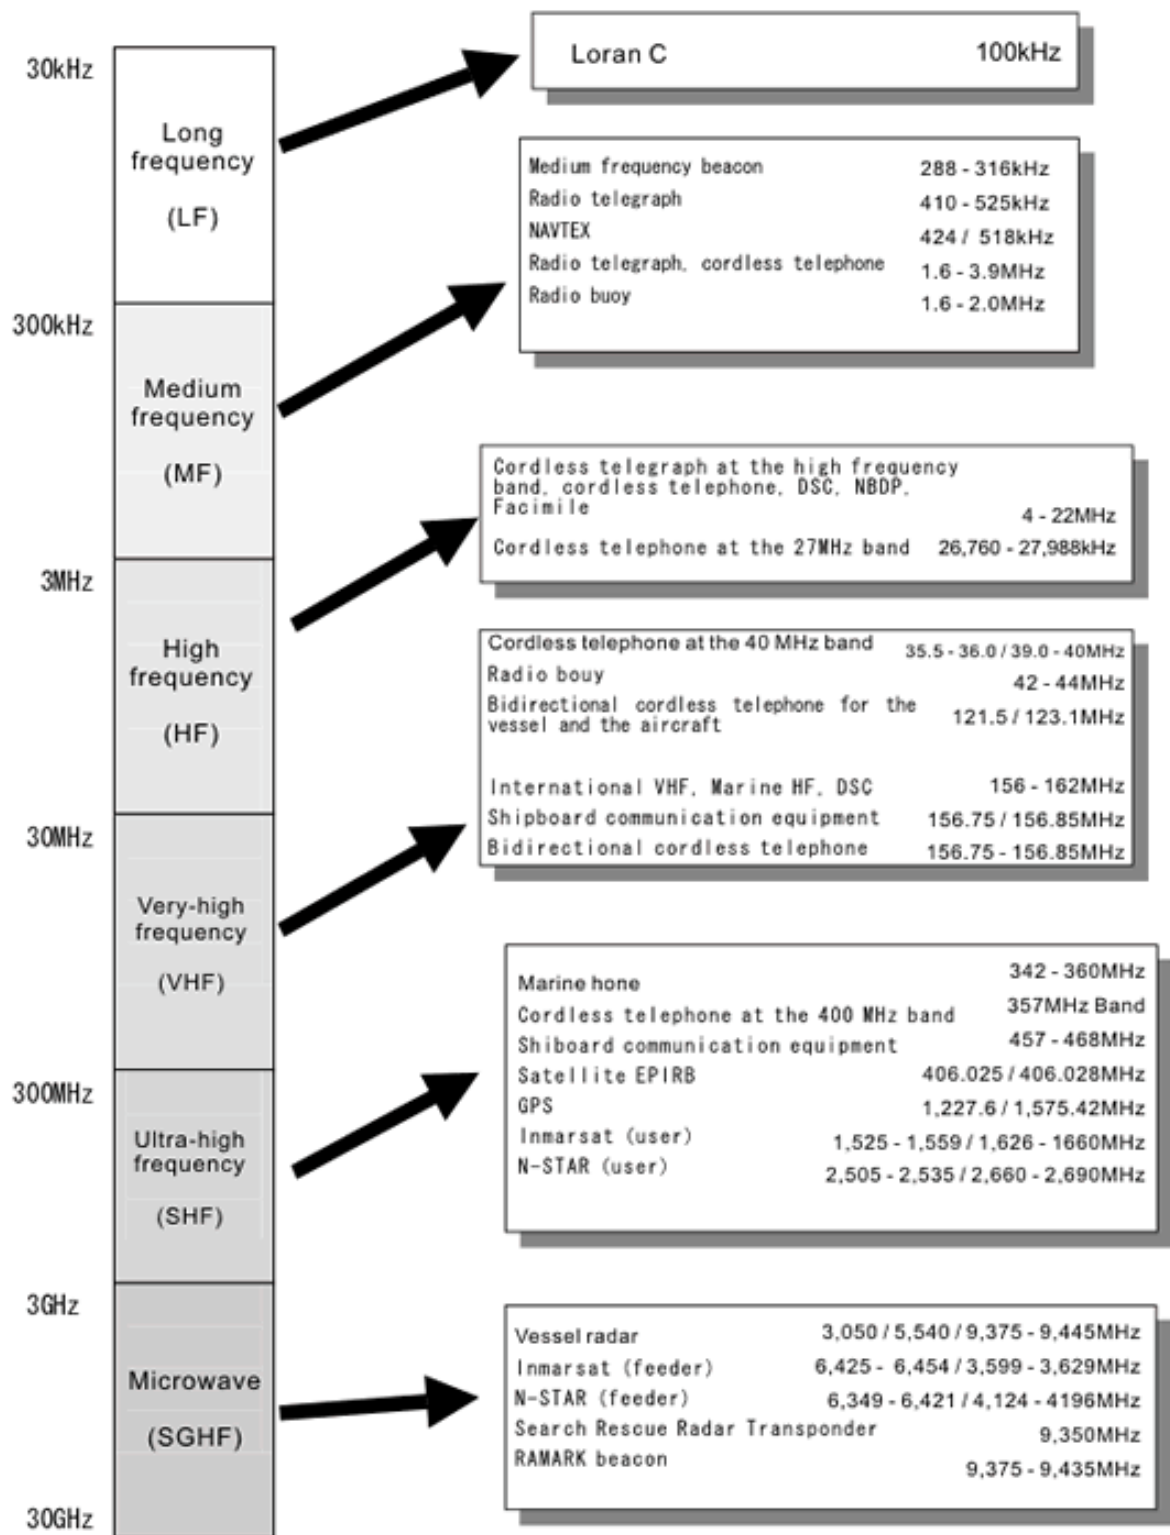 30kHz
Long
frequency
(LF)
300kHz
Medium
frequency
(MF)
3MHz
High
frequency
(HF)
30MHz
Very-high
frequency
(VHF)
300MHz
Ultra-high
frequency
(SHF)
3GHz
Microwave
(SGHF)
30GHz
Loran C 100kHz
Medium frequency beacon 288 - 316kHz
Radio telegraph 410 - 525kHz
NAVTEX 424 / 518kHz
Radio telegraph, cordless telephone 1.6 - 3.9MHz
Radio buoy 1.6 - 2.0MHz
Cordless telegraph at the high frequency
band, cordless telephone, DSC, NBDP,
Facimile 4 - 22MHz
Cordless telephone at the 27MHz band 26,760 - 27,988kHz
Cordless telephone at the 40 MHz band 35.5 - 36.0 / 39.0 - 40MHz
Radio bouy 42 - 44MHz
Bidirectional cordless telephone for the
vessel and the aircraft 121.5 / 123.1MHz
International VHF, Marine HF, DSC 156 - 162MHz
Shipboard communication equipment 156.75 / 156.85MHz
Bidirectional cordless telephone 156.75 - 156.85MHz
Marine hone 342 - 360MHz
Cordless telephone at the 400 MHz band 357MHz Band
Shiboard communication equipment 457 - 468MHz
Satellite EPIRB 406.025 / 406.028MHz
GPS 1,227.6 / 1,575.42MHz
Inmarsat (user) 1,525 - 1,559 / 1,626 - 1660MHz
N-STAR (user) 2,505 - 2,535 / 2,660 - 2,690MHz
Vessel radar 3,050 / 5,540 / 9,375 - 9,445MHz
Inmarsat (feeder) 6,425 - 6,454 / 3,599 - 3,629MHz
N-STAR (feeder) 6,349 - 6,421 / 4,124 - 4196MHz
Search Rescue Radar Transponder 9,350MHz
RAMARK beacon 9,375 - 9,435MHz